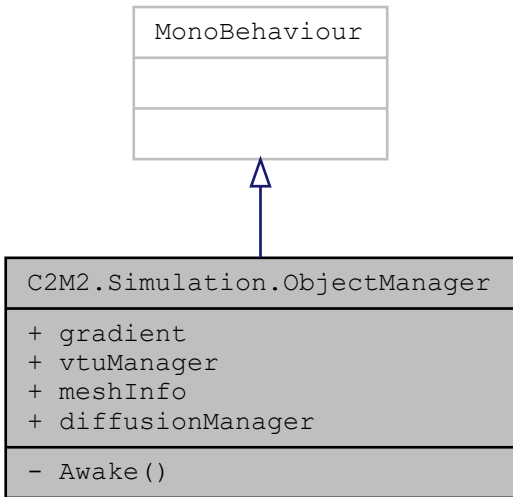 MonoBehaviour
C2M2.Simulation.ObjectManager
+ gradient
+ vtuManager
+ meshInfo
+ diffusionManager
- Awake()